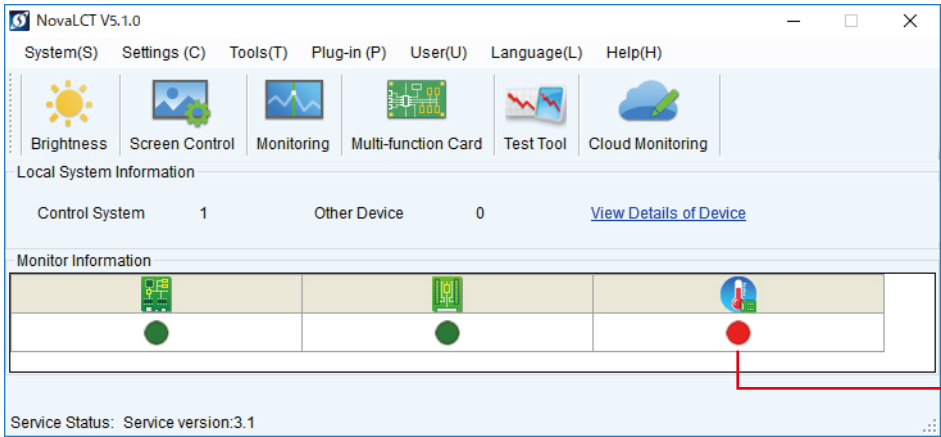 NovaLCT V5.1.0
System(S) Settings (C) Tools(T) Plug-in (P) User(U) Language(L) Help(H)
Brightness Screen Control Monitoring Multi-function Card Test Tool Cloud Monitoring
Local System Information
Control System 1 Other Device 0 View Details of Device
Monitor Information
Service Status: Service version:3.1